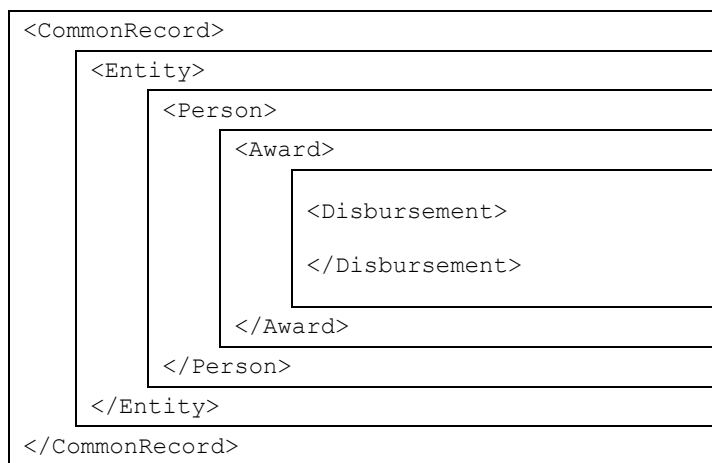 <CommonRecord>
<Entity>
<Person>
<Award>
<Disbursement>
</Disbursement>
</Award>
</Person>
</Entity>
</CommonRecord>